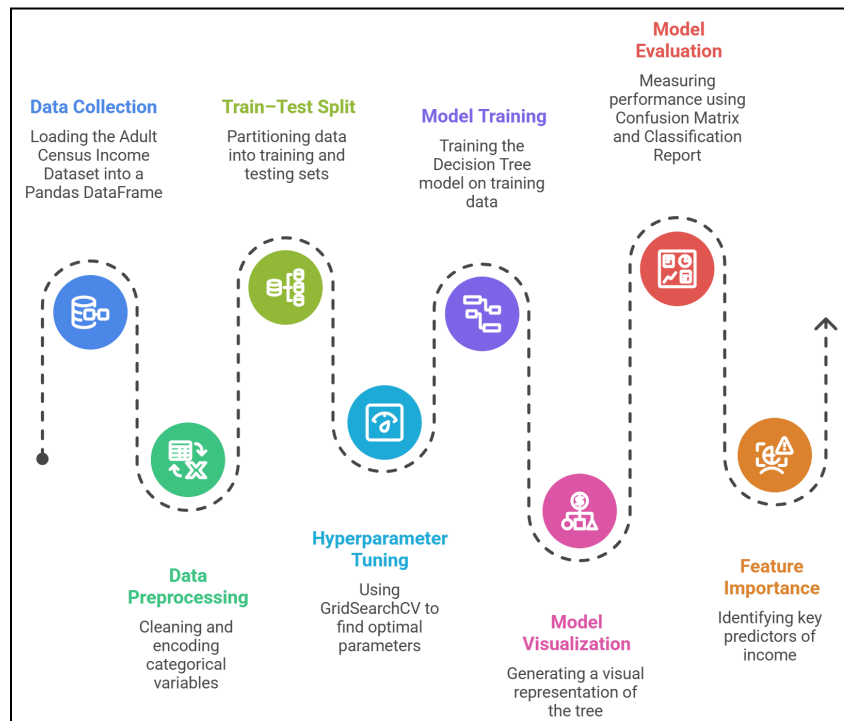 Data Collection
Loading the Adult
Census Income
Dataset into a
Pandas DataFrame
Data
Preprocessing
Cleaning and
encoding
categorical
variables
Train–Test Split
Partitioning data
into training and
testing sets
Hyperparameter
Tuning
Using
GridSearchCV to
find optimal
parameters
Model Training
Training the
Decision Tree
model on training
data
Model
Visualization
Generating a visual
representation of
the tree
Model
Evaluation
Measuring
performance using
Confusion Matrix
and Classification
Report
Feature
Importance
Identifying key
predictors of
income